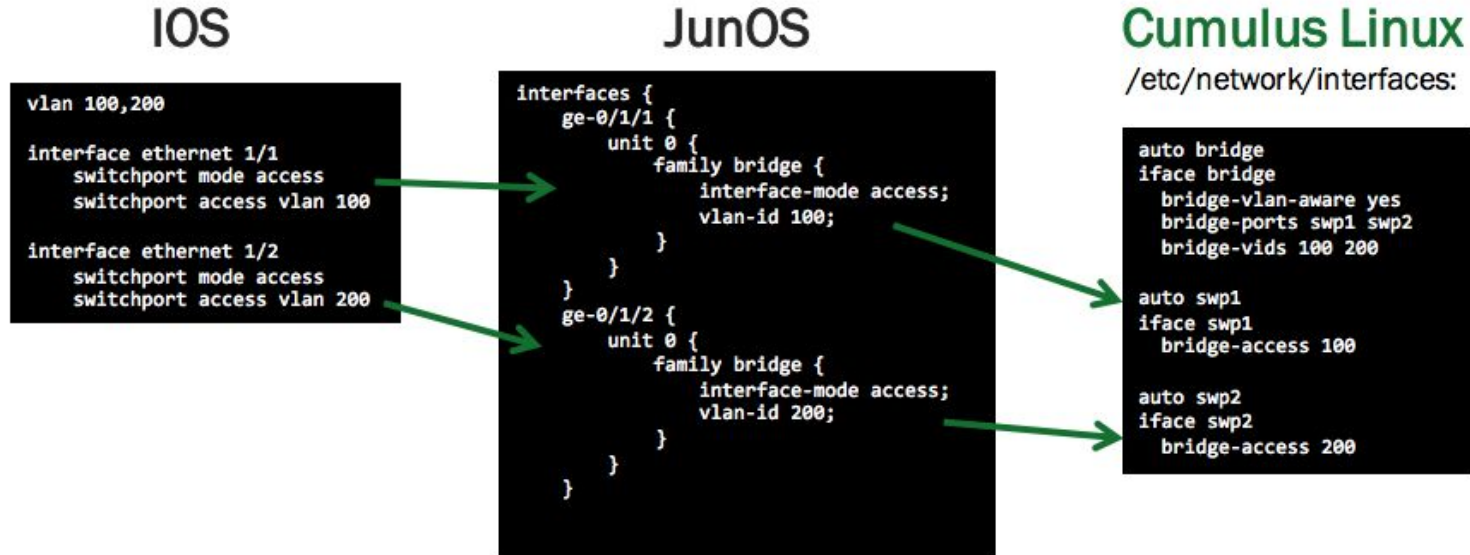 IOS
vlan 100,200
interface ethernet 1/1
switchport mode access
switchport access vlan 100
interface ethernet 1/2
switchport mode access
switchport access vlan 200
JunOS
interfaces {
ge-0/1/1 {
unit 0 {
family bridge {
interface-mode access;
vlan-id 100;
}
}
}
ge-0/1/2 {
unit 0 {
family bridge {
interface-mode access;
vlan-id 200;
}
}
}
Cumulus Linux
/etc/network/interfaces:
auto bridge
iface bridge
bridge-vlan-aware yes
bridge-ports swp1 swp2
bridge-vids 100 200
auto swp1
iface swp1
bridge-access 100
auto swp2
iface swp2
bridge-access 200